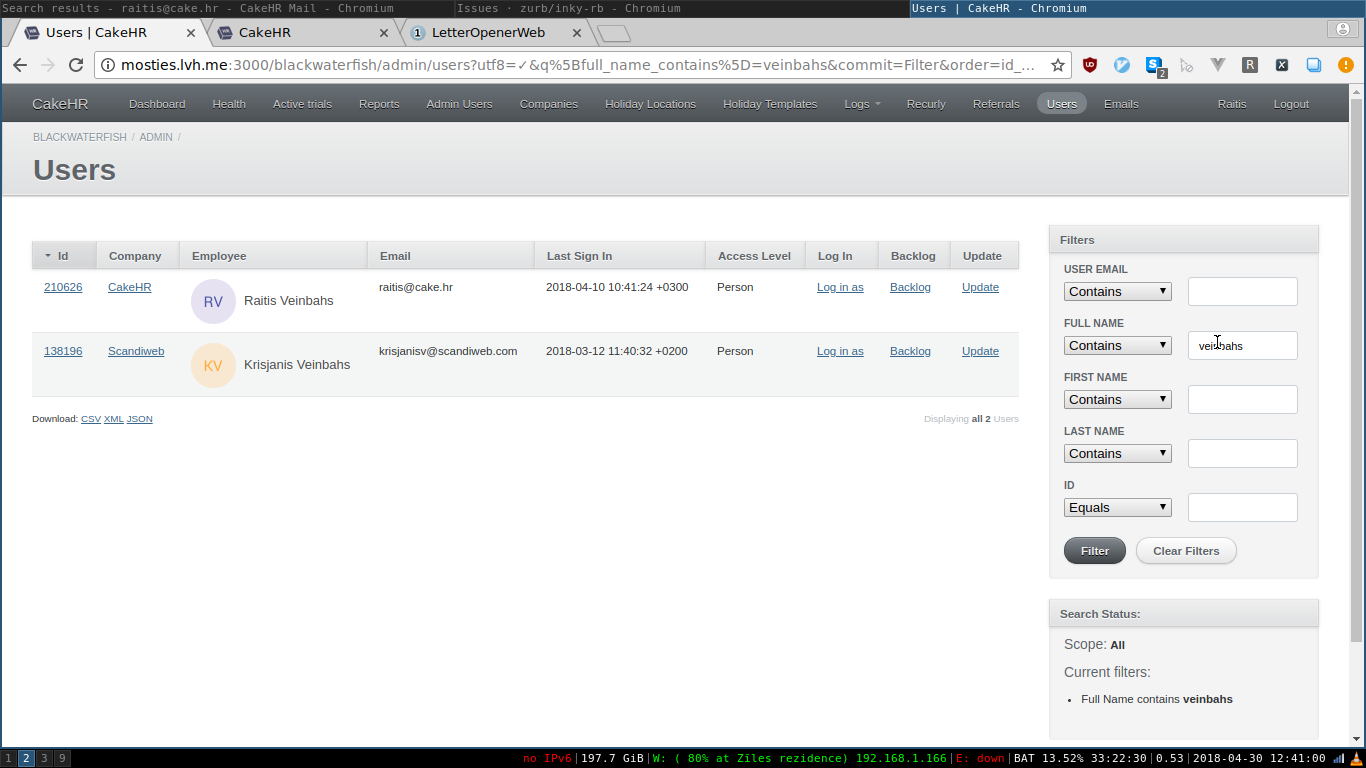 Search results - raitis@cake.hr - CakeHR Mail - Chromium Issues · zurb/inky-rb - Chromium Users | CakeHR - Chromium
Users | CakeHR × CakeHR × LetterOpenerWeb ×
mosties.lvh.me:3000/blackwaterfish/admin/users?utf8=✓&q%5Bfull_name_contains%5D=veinbahs&commit=Filter&order=id_...
2
CakeHR Dashboard Health Active trials Reports Admin Users Companies Holiday Locations Holiday Templates Logs Recurly Referrals Users Emails Raitis Logout
BLACKWATERFISH / ADMIN /
Users
Id Company Employee Email Last Sign In Access Level Log In Backlog Update
210626 CakeHR RV Raitis Veinbahs raitis@cake.hr 2018-04-10 10:41:24 +0300 Person Log in as Backlog Update
138196 Scandiweb KV Krisjanis Veinbahs krisjanisv@scandiweb.com 2018-03-12 11:40:32 +0200 Person Log in as Backlog Update
Download: CSV XML JSON Displaying all 2 Users
Filters
USER EMAIL
Contains
FULL NAME
Contains veinbahs
FIRST NAME
Contains
LAST NAME
Contains
ID
Equals
Filter Clear Filters
Search Status:
Scope: All
Current filters:
• Full Name contains veinbahs
1 2 3 9 no IPv6|197.7 GiB|W: ( 80% at Zīles rezidence) 192.168.1.166|E: down|BAT 13.52% 33:22:30|0.53|2018-04-30 12:41:00